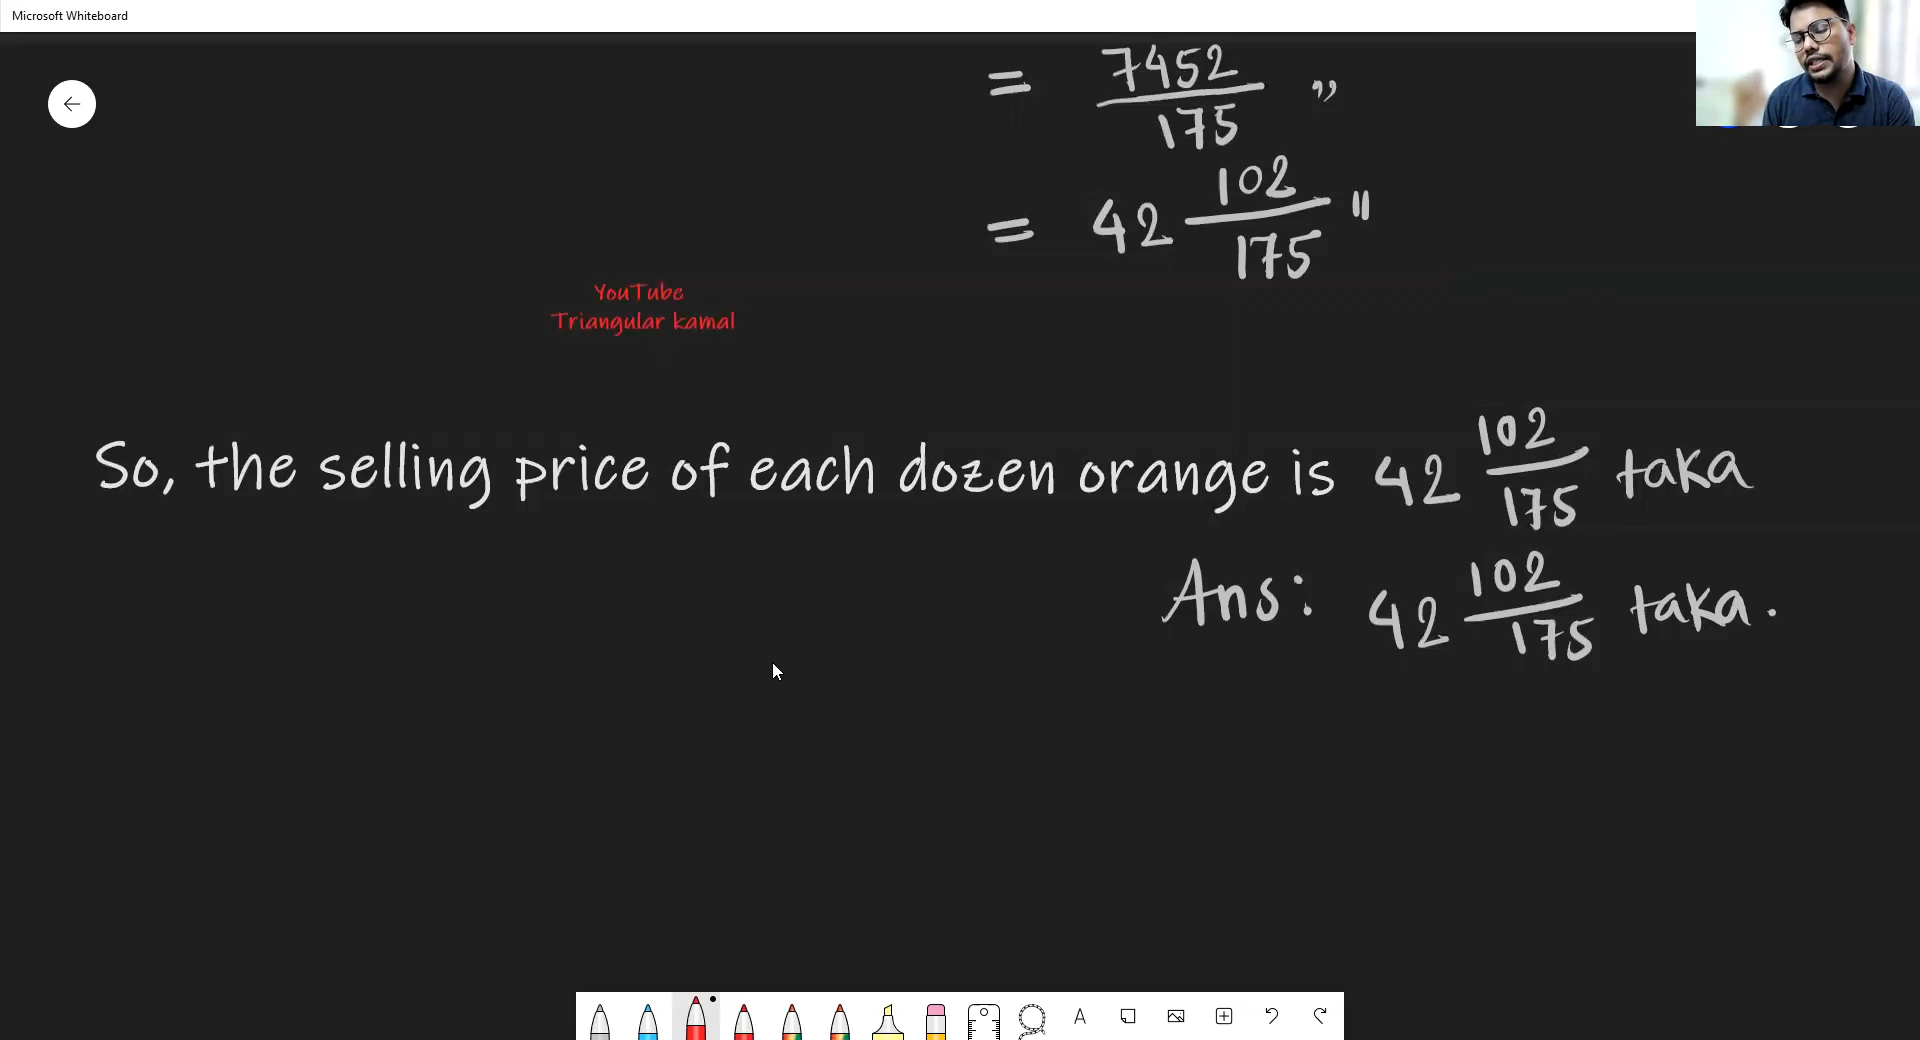 Microsoft Whiteboard
= 7452/175 ,,
= 42 102/175 "
YouTube
Triangular kamal
So, the selling price of each dozen orange is 42 102/175 taka
Ans: 42 102/175 taka.
A